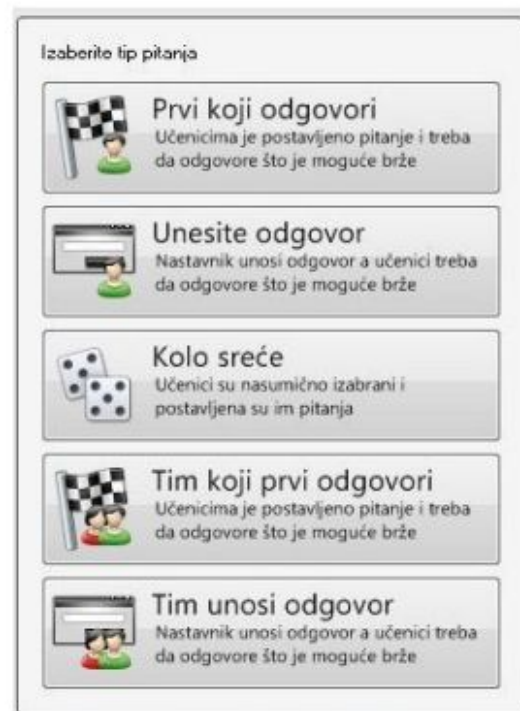 Izaberite tip pitanja
Prvi koji odgovori
Učenicima je postavljeno pitanje i treba
da odgovore što je moguće brže
Unesite odgovor
Nastavnik unosi odgovor a učenici treba
da odgovore što je moguće brže
Kolo sreće
Učenici su nasumično izabrani i
postavljena su im pitanja
Tim koji prvi odgovori
Učenicima je postavljeno pitanje i treba
da odgovore što je moguće brže
Tim unosi odgovor
Nastavnik unosi odgovor a učenici treba
da odgovore što je moguće brže